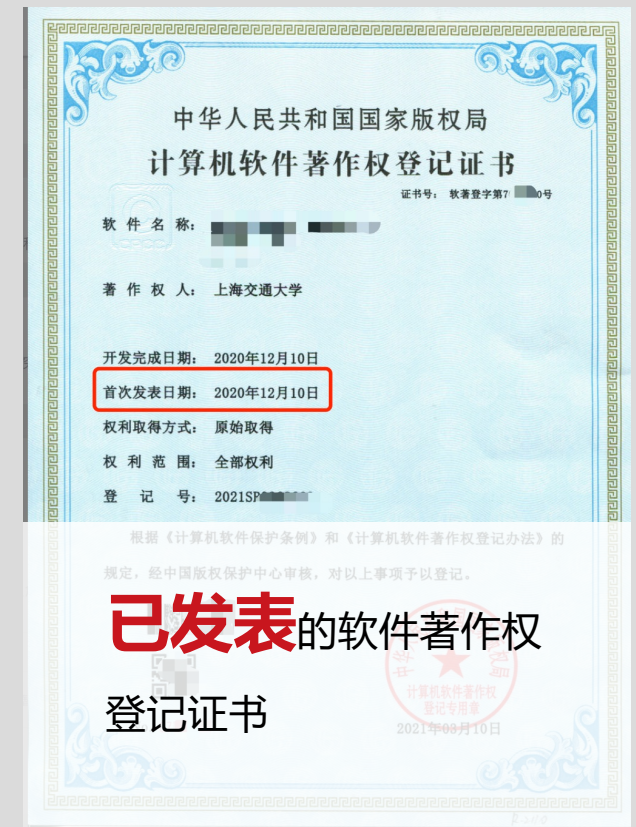 中华人民共和国国家版权局
计算机软件著作权登记证书
证书号： 软著登字第7 0号
软件名称：
著作权人： 上海交通大学
开发完成日期： 2020年12月10日
首次发表日期： 2020年12月10日
权利取得方式： 原始取得
权利范围： 全部权利
登记号： 2021SR
根据《计算机软件保护条例》和《计算机软件著作权登记办法》的
规定，经中国版权保护中心审核，对以上事项予以登记。
已发表的软件著作权
登记证书
计算机软件著作权
登记专用章
2021年03月10日